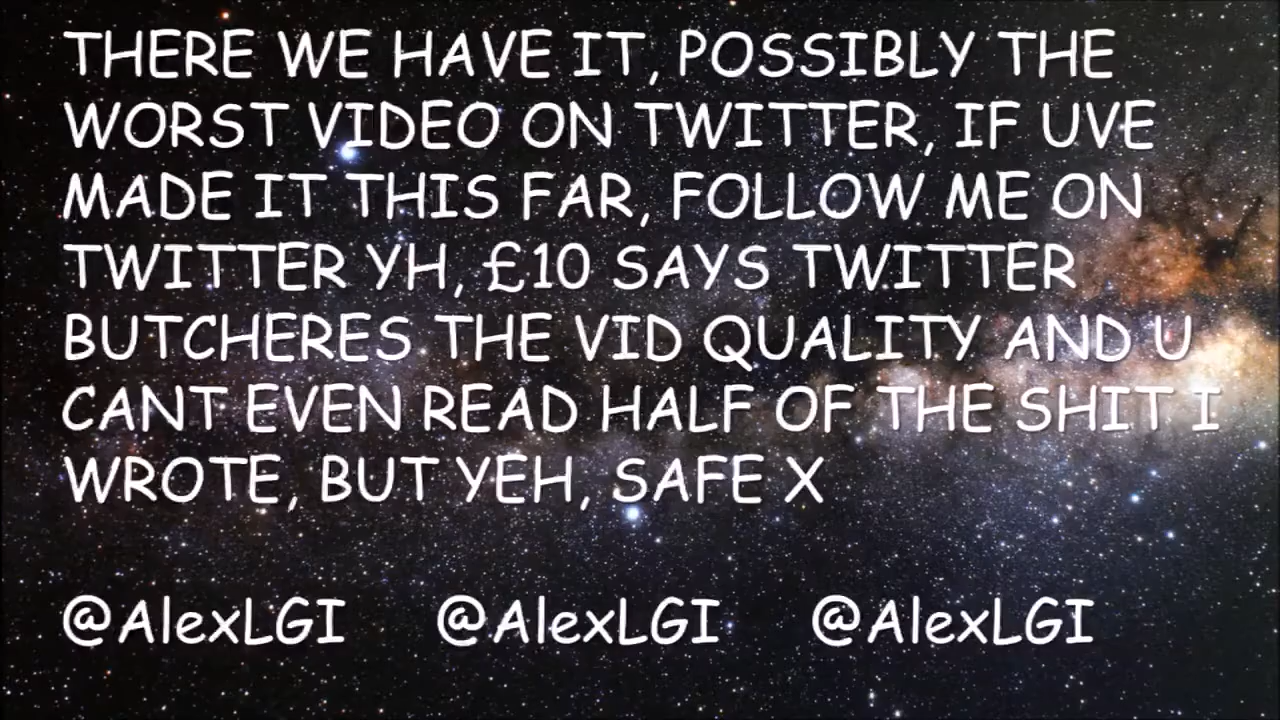 THERE WE HAVE IT, POSSIBLY THE
WORST VIDEO ON TWITTER, IF UVE
MADE IT THIS FAR, FOLLOW ME ON
TWITTER YH, £10 SAYS TWITTER
BUTCHERES THE VID QUALITY AND U
CANT EVEN READ HALF OF THE SHIT I
WROTE, BUT YEH, SAFE X
@AlexLGI @AlexLGI @AlexLGI